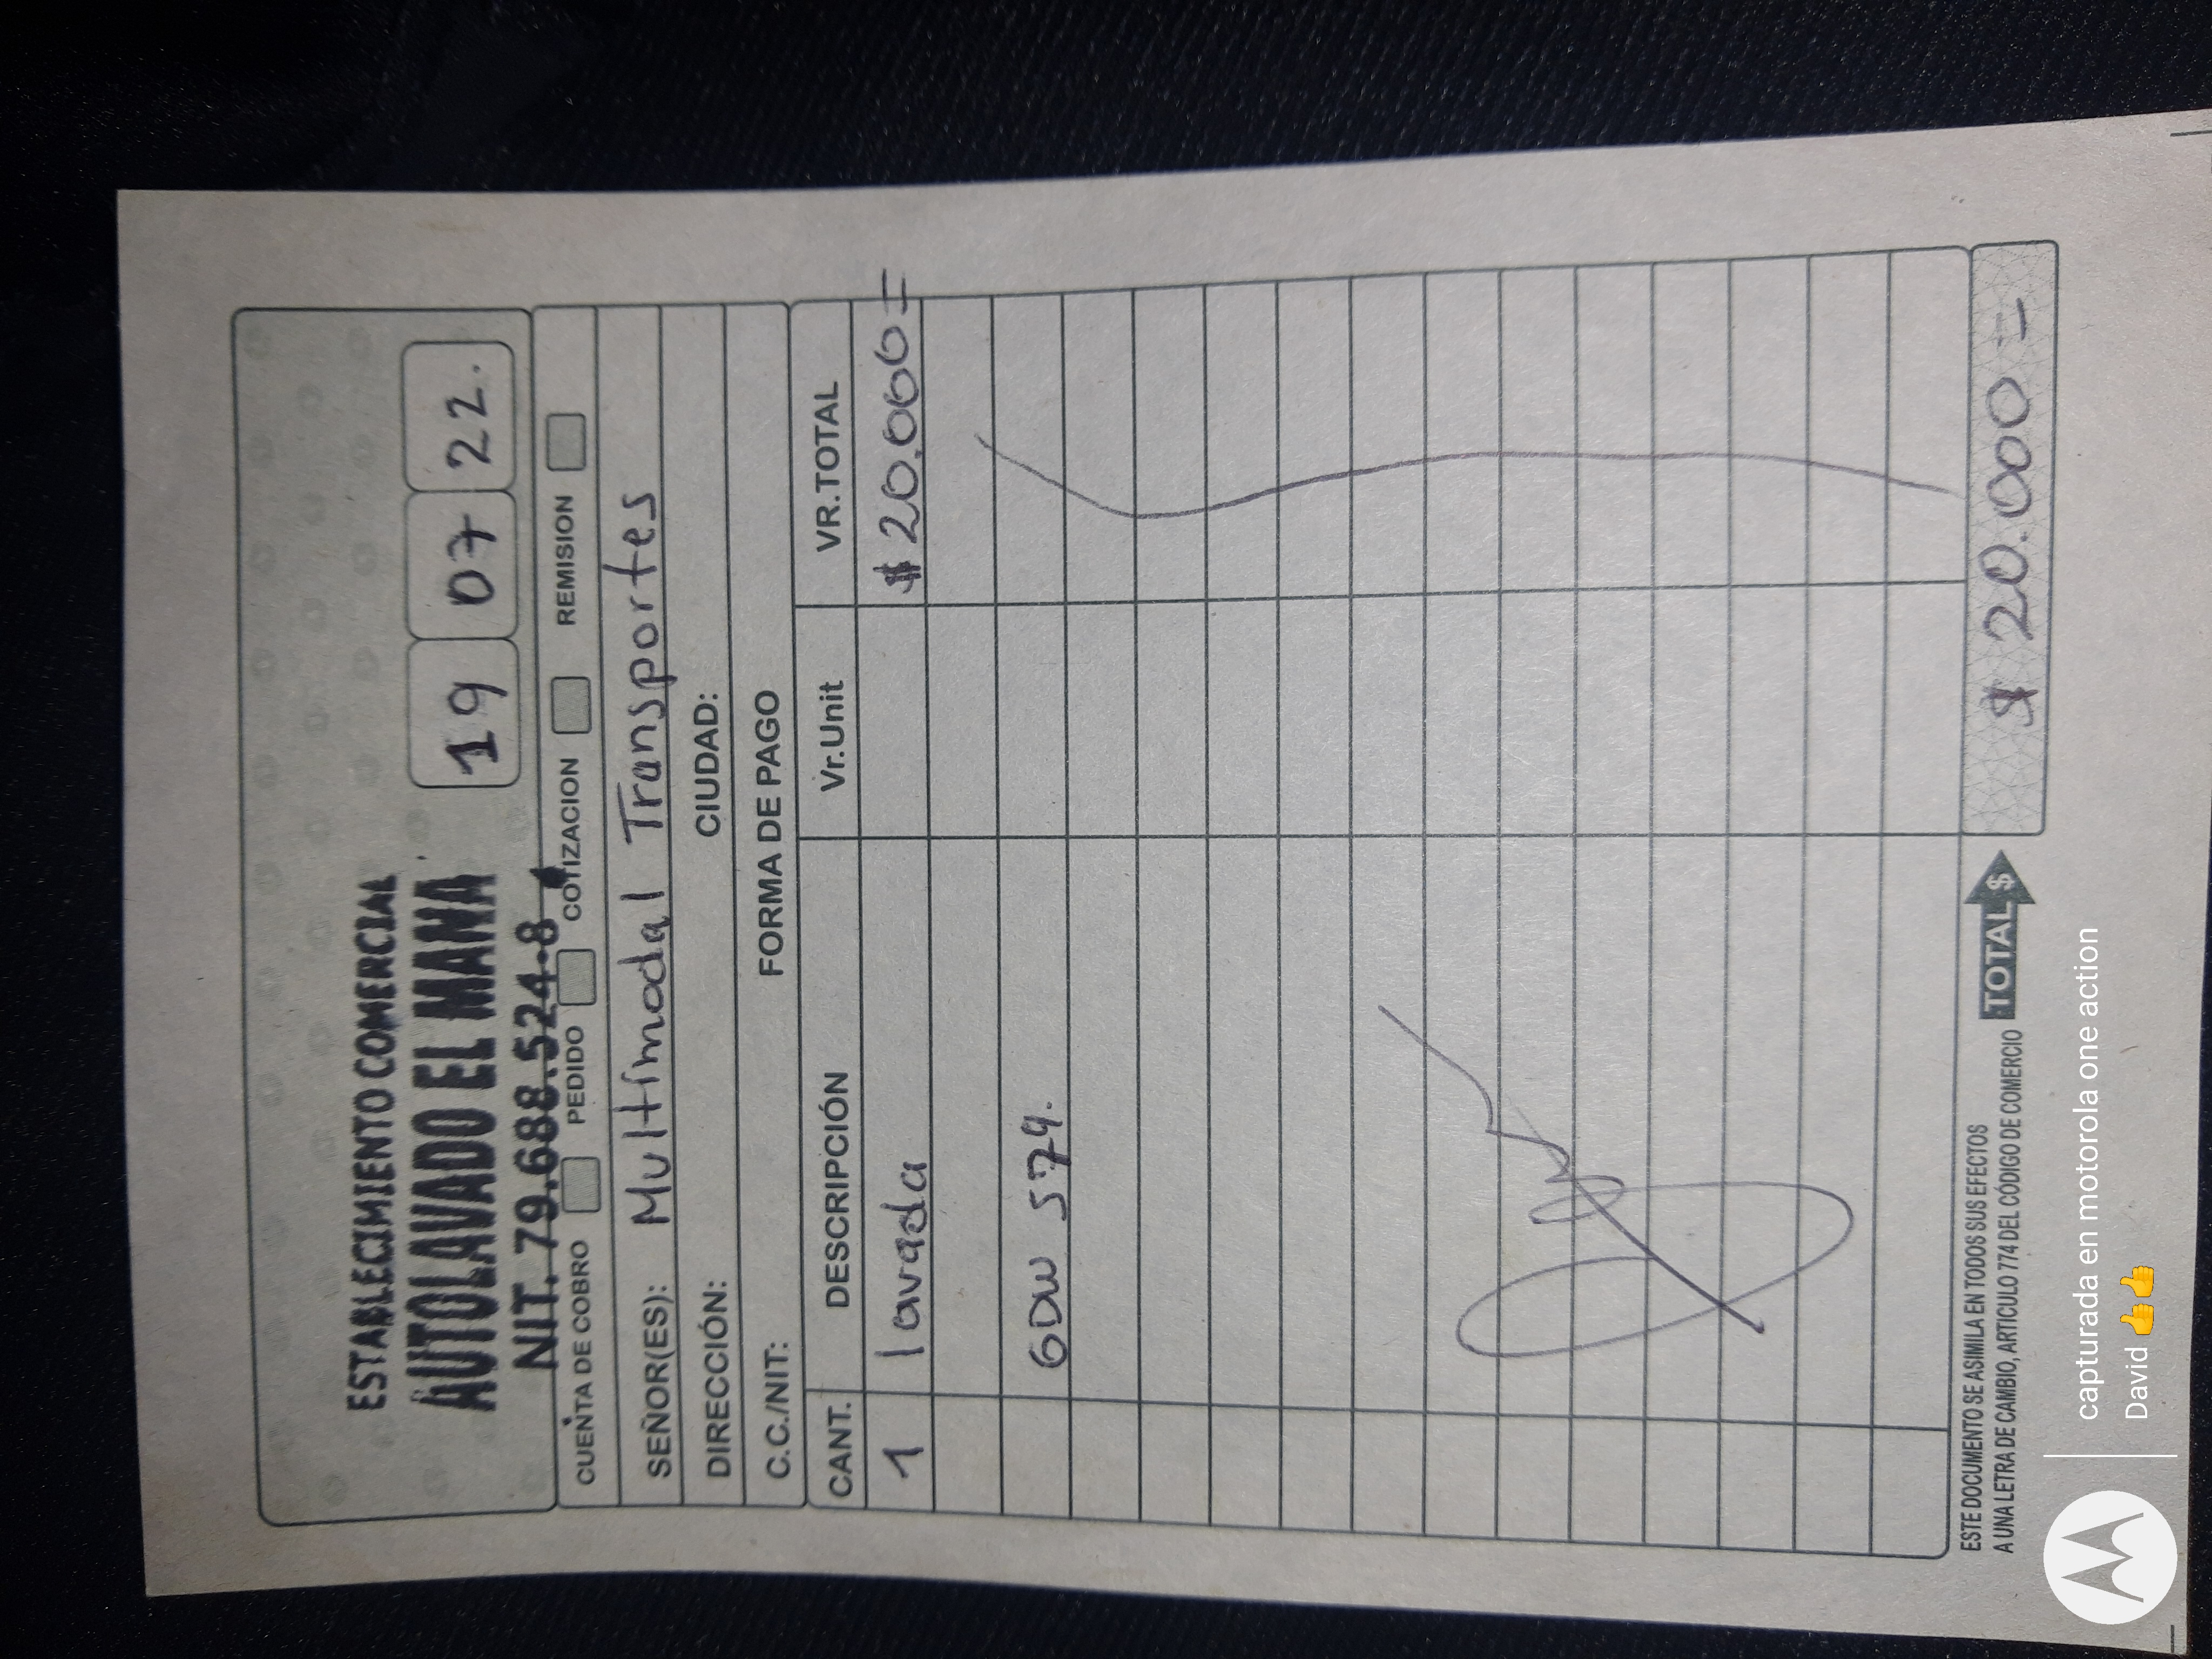 ESTABLECIMIENTO COMERCIAL
AUTOLAVADO EL MANA
NIT. 79.688.524-8
19 07 22.
CUENTA DE COBRO PEDIDO COTIZACION REMISION
SEÑOR(ES): Multimodal Transportes
DIRECCIÓN: CIUDAD:
C.C./NIT: FORMA DE PAGO
CANT. DESCRIPCIÓN Vr.Unit VR.TOTAL
1 lavada $ 20.000=
GDW 579.
ESTE DOCUMENTO SE ASIMILA EN TODOS SUS EFECTOS
A UNA LETRA DE CAMBIO, ARTICULO 774 DEL CÓDIGO DE COMERCIO
TOTAL $ $ 20.000 -
capturada en motorola one action
David 👍👍